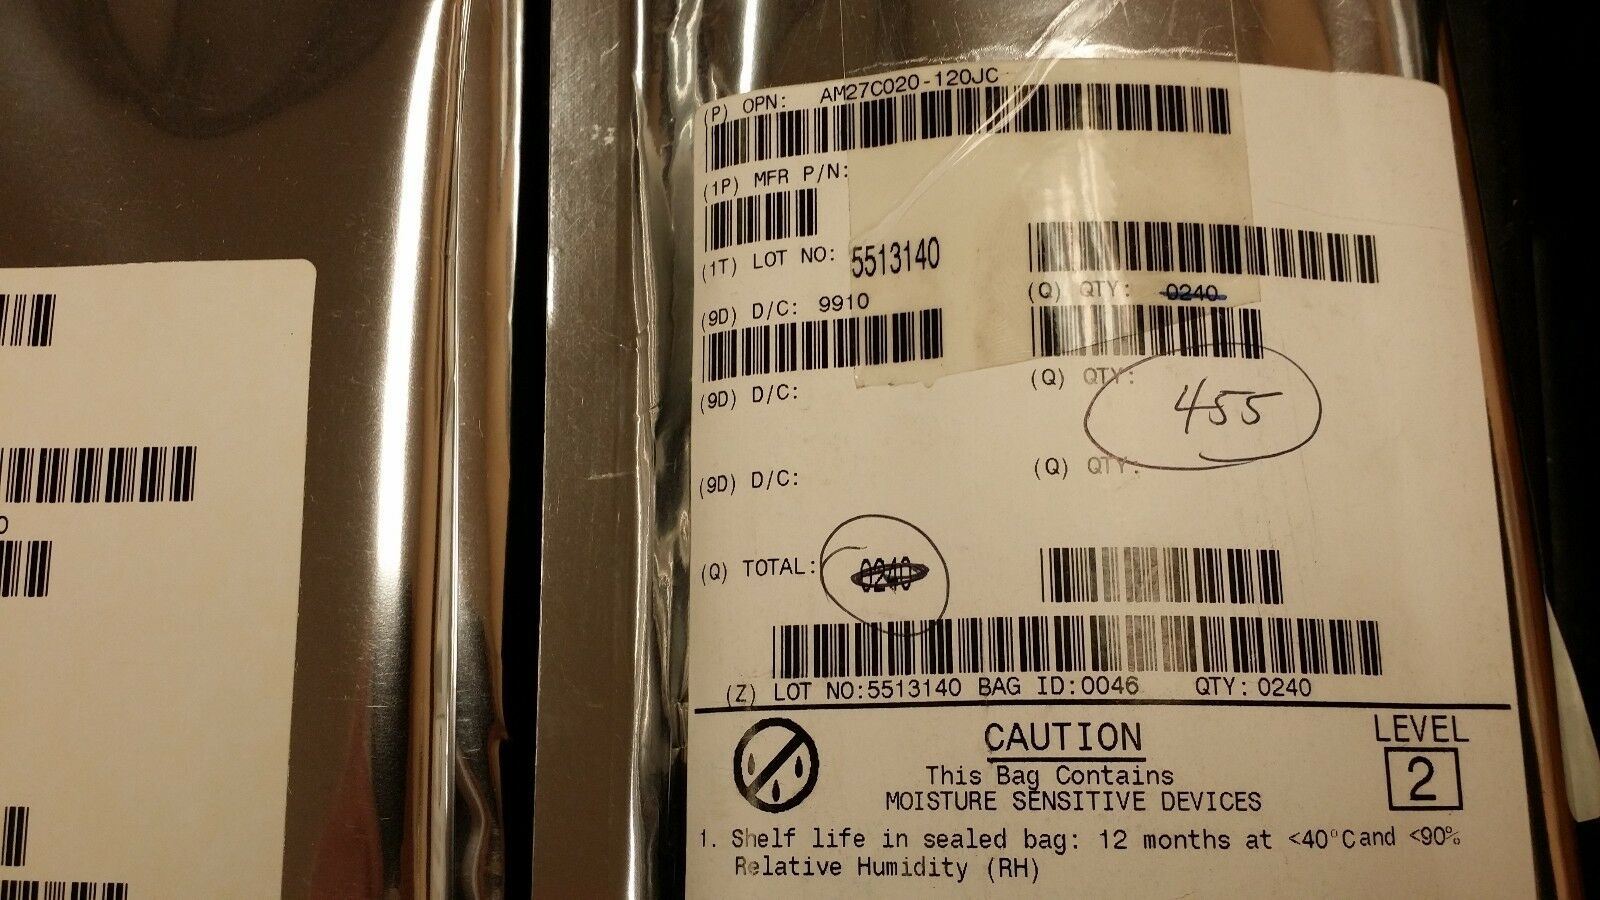 (P) OPN: AM27C020-120JC
(1P) MFR P/N:
(1T) LOT NO: 5513140
(9D) D/C: 9910 (Q) QTY: 0240
(9D) D/C: (Q) QTY: 455
(9D) D/C: (Q) QTY:
(Q) TOTAL: 0240
(Z) LOT NO:5513140 BAG ID:0046 QTY:0240
CAUTION
LEVEL
2
This Bag Contains
MOISTURE SENSITIVE DEVICES
1. Shelf life in sealed bag: 12 months at <40°C and <90%
Relative Humidity (RH)
0